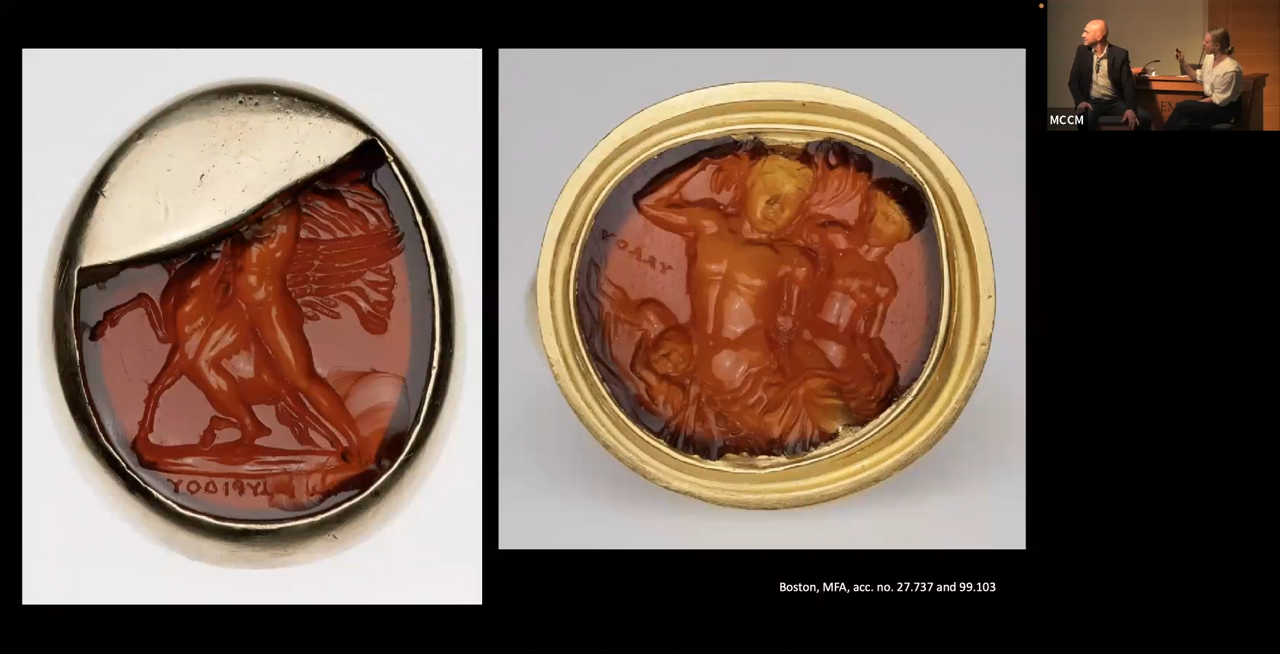 MCCM
Boston, MFA, acc. no. 27.737 and 99.103